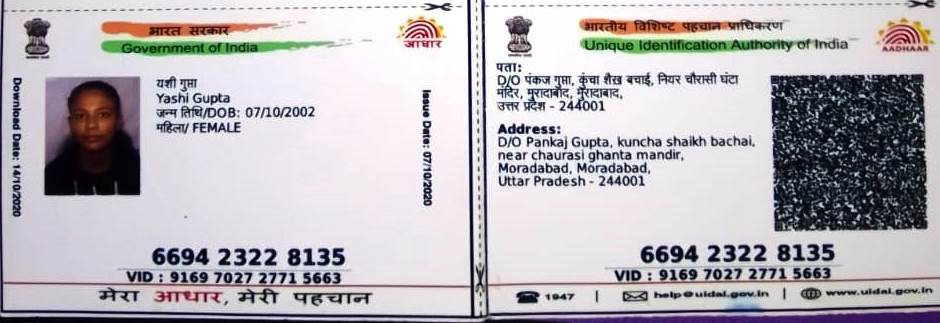 भारत सरकार
Government of India
आधार
Download Date: 14/10/2020
यशी गुप्ता
Yashi Gupta
जन्म तिथि/DOB: 07/10/2002
महिला/ FEMALE
Issue Date: 07/10/2020
6694 2322 8135
VID : 9169 7027 2771 5663
मेरा आधार, मेरी पहचान
भारतीय विशिष्ट पहचान प्राधिकरण
Unique Identification Authority of India
AADHAAR
पता:
D/O पंकज गुप्ता, कुंचा शैख़ बचाई, नियर चौरासी घंटा
मंदिर, मुरादाबाद, मुरादाबाद,
उत्तर प्रदेश - 244001
Address:
D/O Pankaj Gupta, kuncha shaikh bachai,
near chaurasi ghanta mandir,
Moradabad, Moradabad,
Uttar Pradesh - 244001
6694 2322 8135
VID : 9169 7027 2771 5663
1947 | help@uidai.gov.in | www.uidai.gov.in